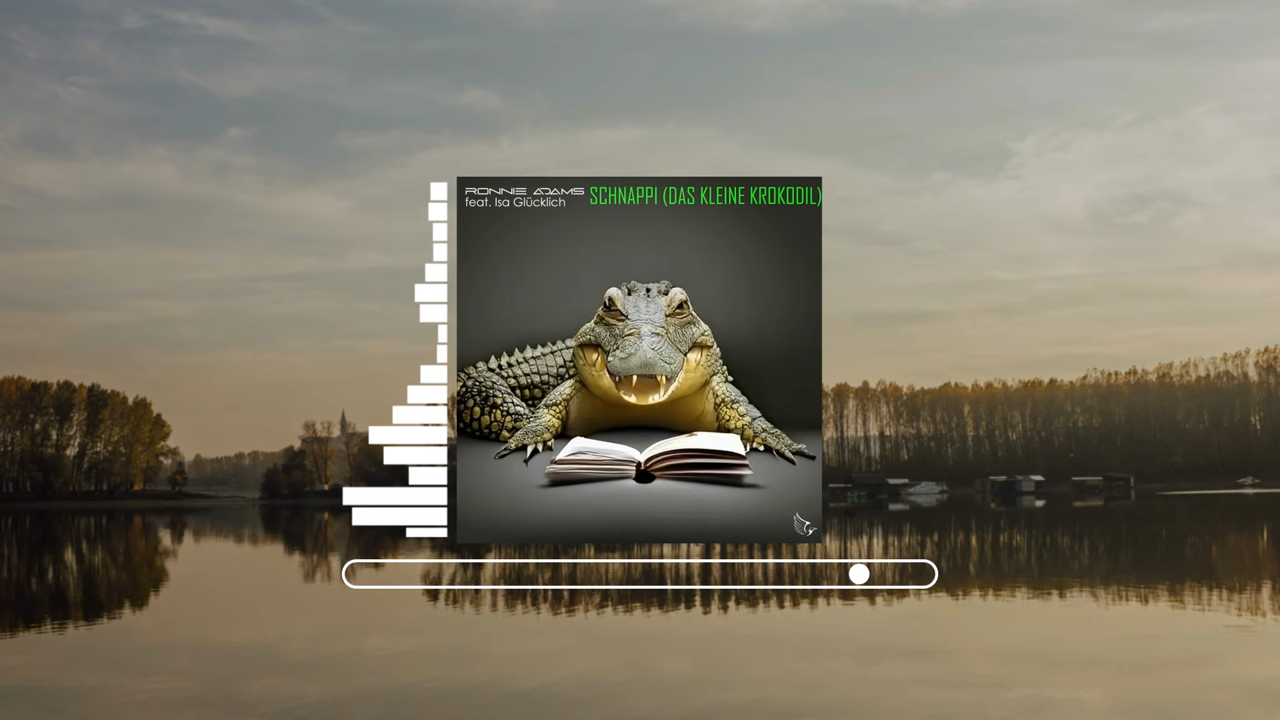 RONNIE ADAMS
feat. Isa Glücklich
SCHNAPPI (DAS KLEINE KROKODIL)